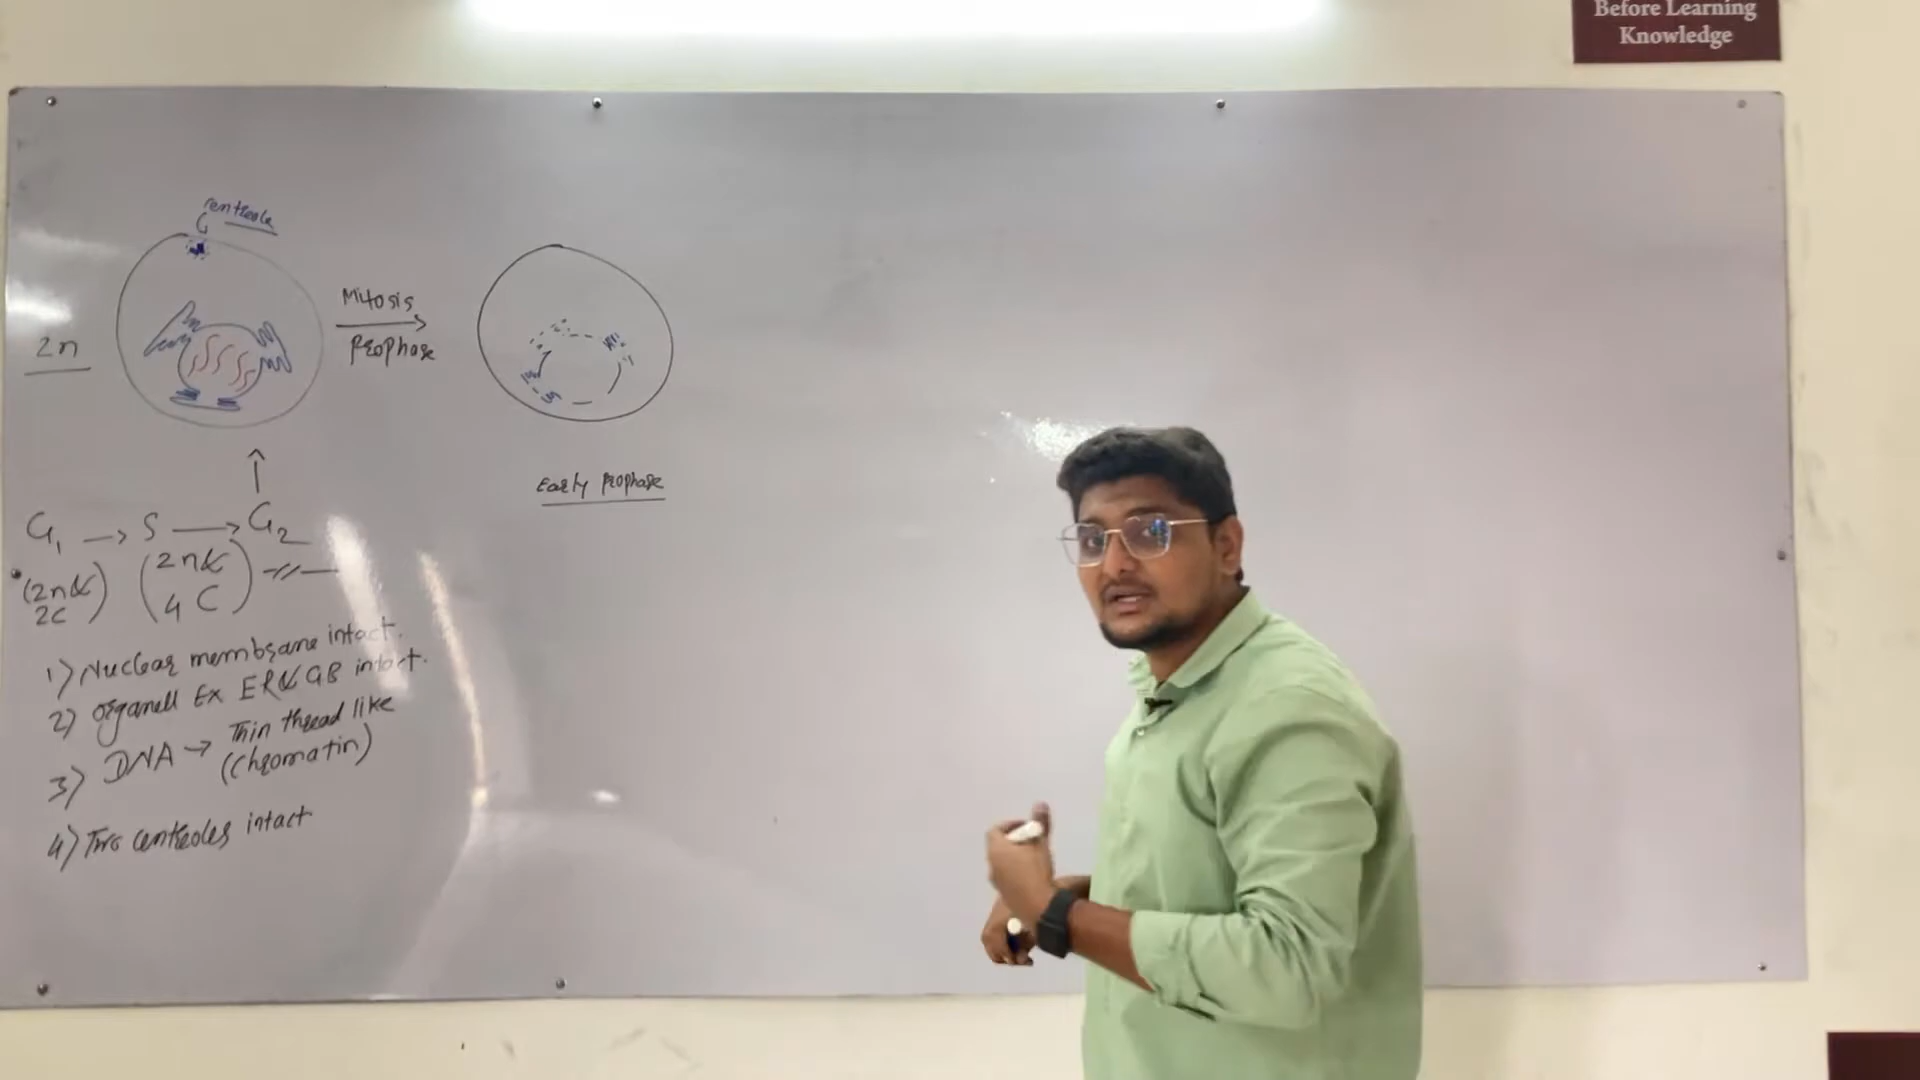 Before Learning
Knowledge
centriole
2n
Mitosis
Prophase
Early Prophase
G1 → S → G2
(2n &
2C)
(2n &
4 C)
-//-
1) Nuclear membrane intact.
2) organell Ex ER & GB intact.
3) DNA → Thin thread like
(chromatin)
4) Two centrioles intact